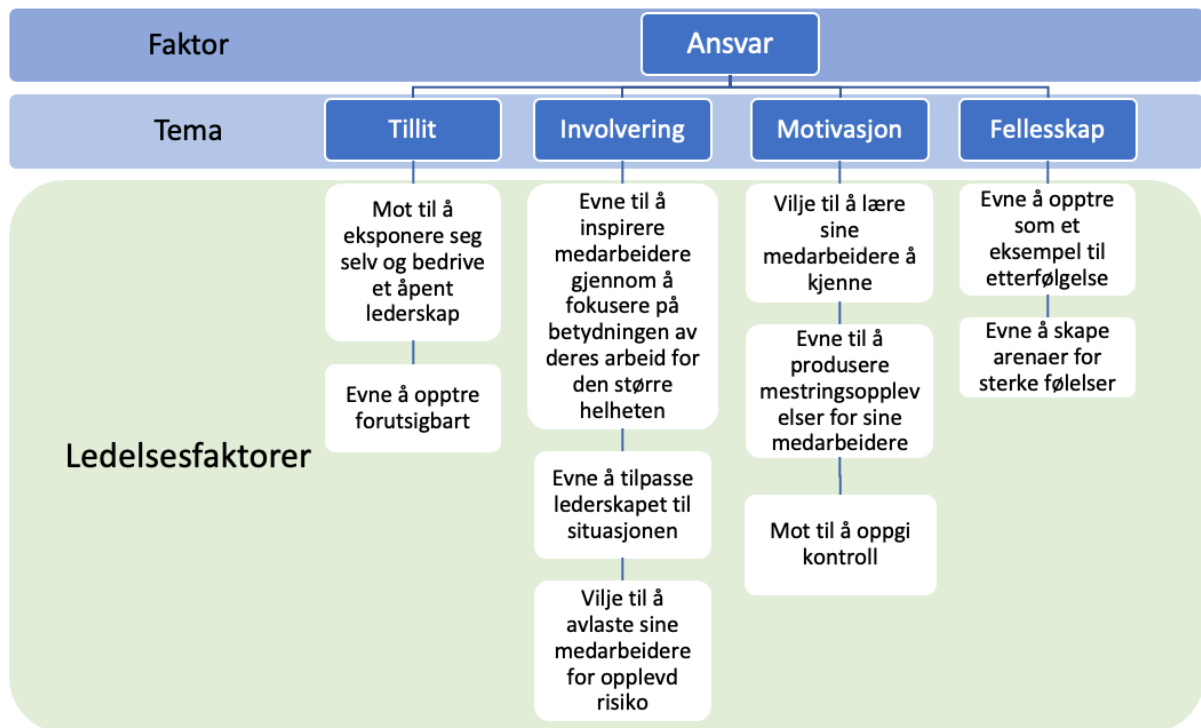 Faktor
Ansvar
Tema
Tillit
Involvering
Motivasjon
Fellesskap
Ledelsesfaktorer
Mot til å
eksponere seg
selv og bedrive
et åpent
lederskap
Evne å opptre
forutsigbart
Evne til å
inspirere
medarbeidere
gjennom å
fokusere på
betydningen av
deres arbeid for
den større
helheten
Evne å tilpasse
lederskapet til
situasjonen
Vilje til å
avlaste sine
medarbeidere
for opplevd
risiko
Vilje til å lære
sine
medarbeidere å
kjenne
Evne til å
produsere
mestringsopplev
elser for sine
medarbeidere
Mot til å oppgi
kontroll
Evne å opptre
som et
eksempel til
etterfølgelse
Evne å skape
arenaer for
sterke følelser